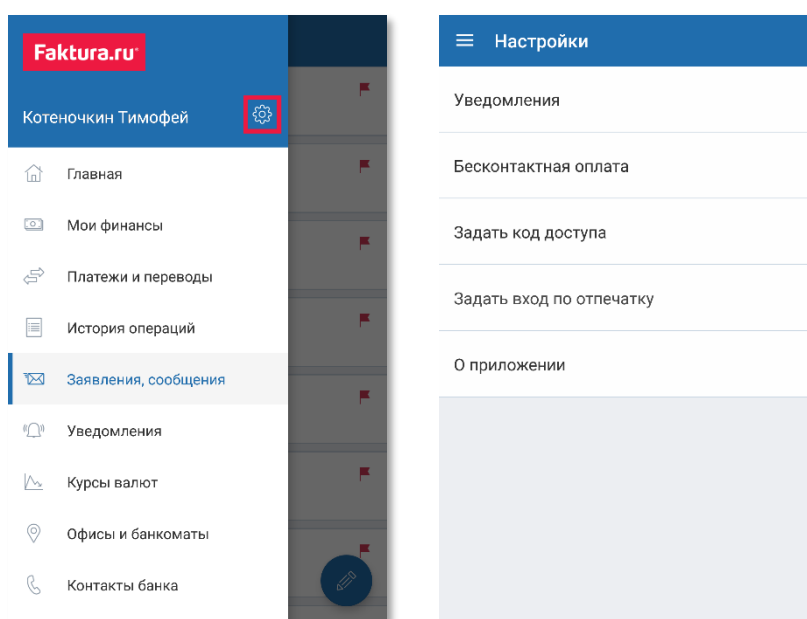 Faktura.ru
Котеночкин Тимофей
Главная
Мои финансы
Платежи и переводы
История операций
Заявления, сообщения
Уведомления
Курсы валют
Офисы и банкоматы
Контакты банка
Настройки
Уведомления
Бесконтактная оплата
Задать код доступа
Задать вход по отпечатку
О приложении